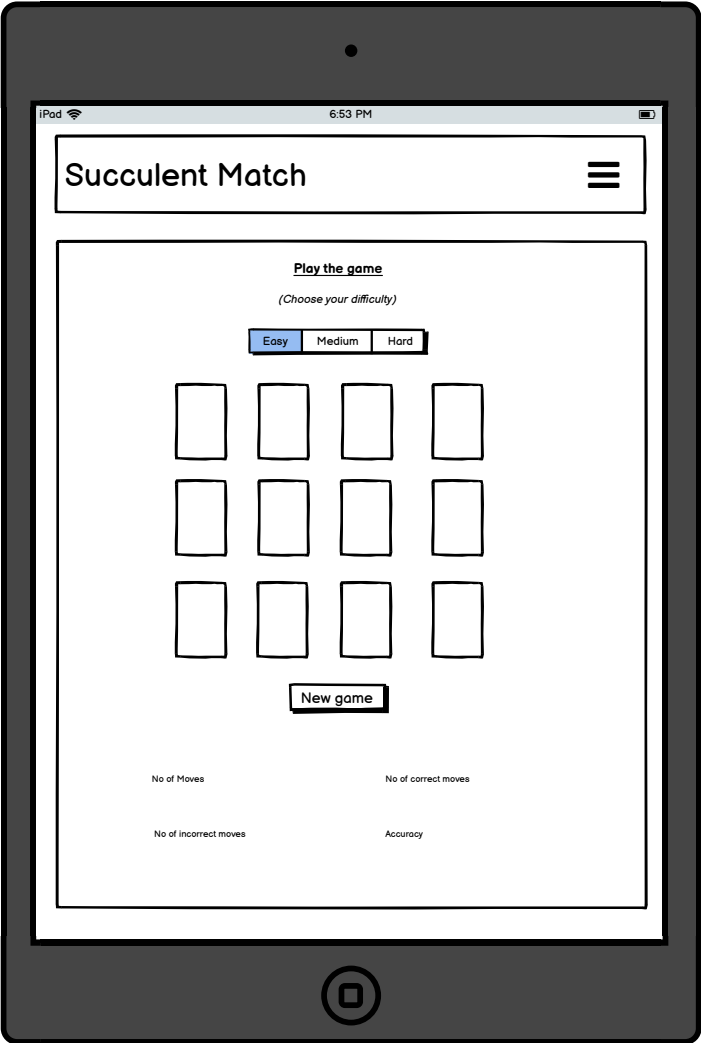 iPad 6:53 PM
Succulent Match
Play the game
(Choose your difficulty)
Easy Medium Hard
New game
No of Moves No of correct moves
No of incorrect moves Accuracy